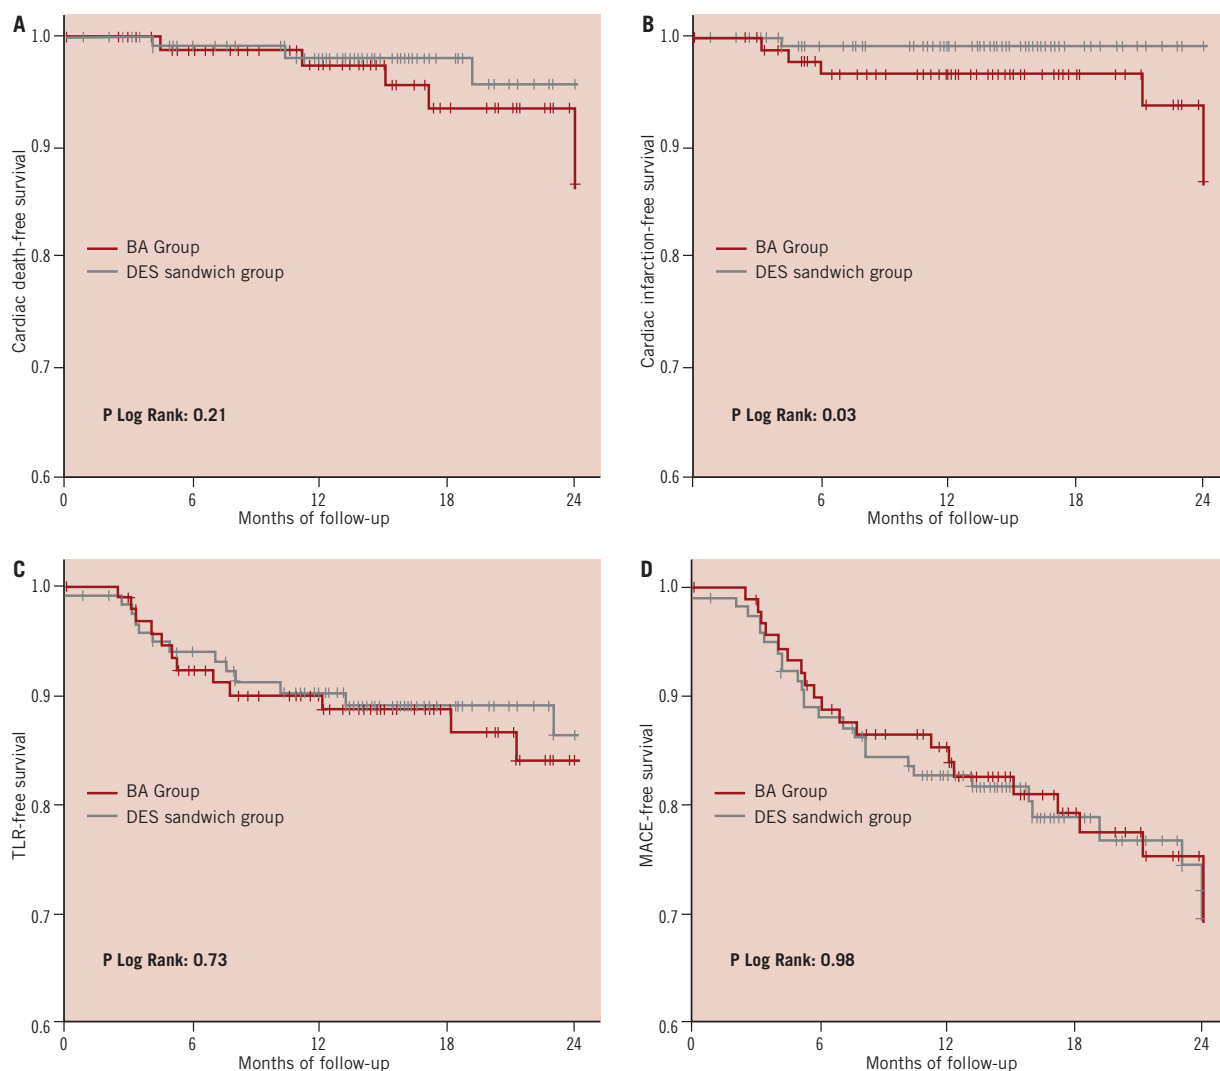 A
1.0
0.9
0.8
0.7
0.6
Cardiac death-free survival
BA Group
DES sandwich group
P Log Rank: 0.21
0 6 12 18 24
Months of follow-up
B
1.0
0.9
0.8
0.7
0.6
Cardiac infarction-free survival
BA Group
DES sandwich group
P Log Rank: 0.03
6 12 18 24
Months of follow-up
C
1.0
0.9
0.8
0.7
0.6
TLR-free survival
BA Group
DES sandwich group
P Log Rank: 0.73
0 6 12 18 24
Months of follow-up
D
1.0
0.9
0.8
0.7
0.6
MACE-free survival
BA Group
DES sandwich group
P Log Rank: 0.98
0 6 12 18 24
Months of follow-up